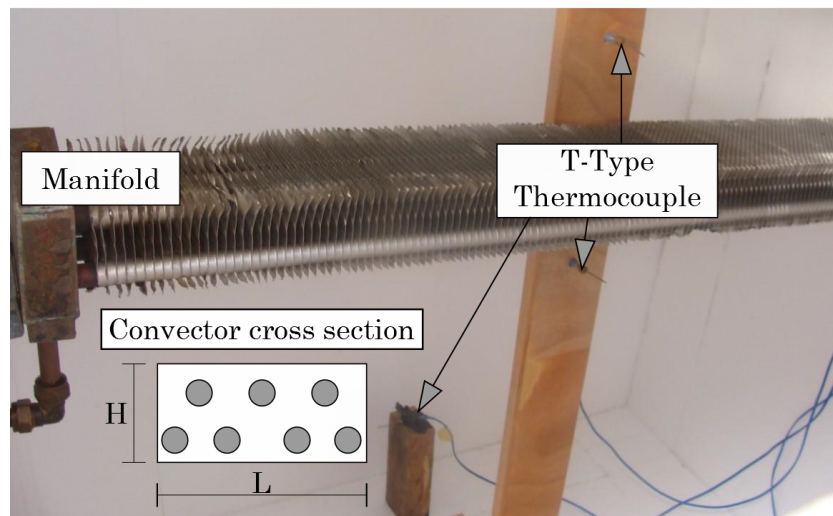 T-Type
Thermocouple
Manifold
Convector cross section
H
L